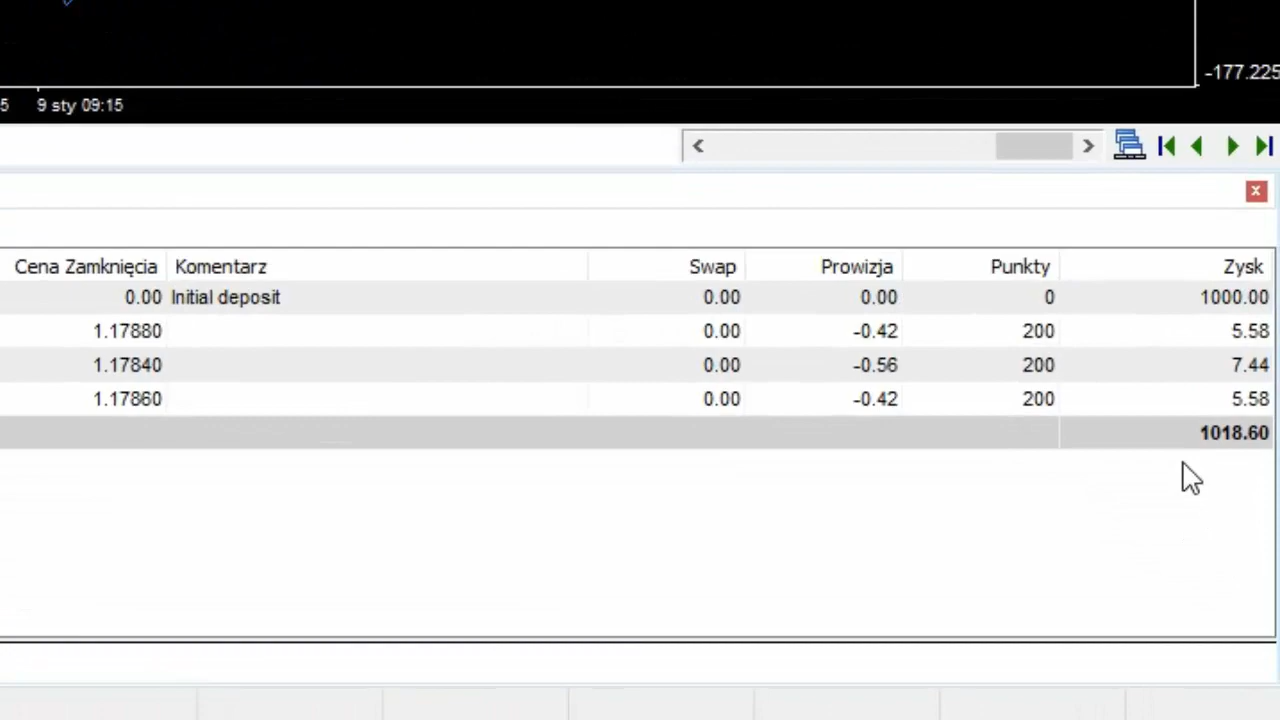 -177.225
5 9 sty 09:15
Cena Zamknięcia Komentarz Swap Prowizja Punkty Zysk
0.00 Initial deposit 0.00 0.00 0 1000.00
1.17880 0.00 -0.42 200 5.58
1.17840 0.00 -0.56 200 7.44
1.17860 0.00 -0.42 200 5.58
1018.60